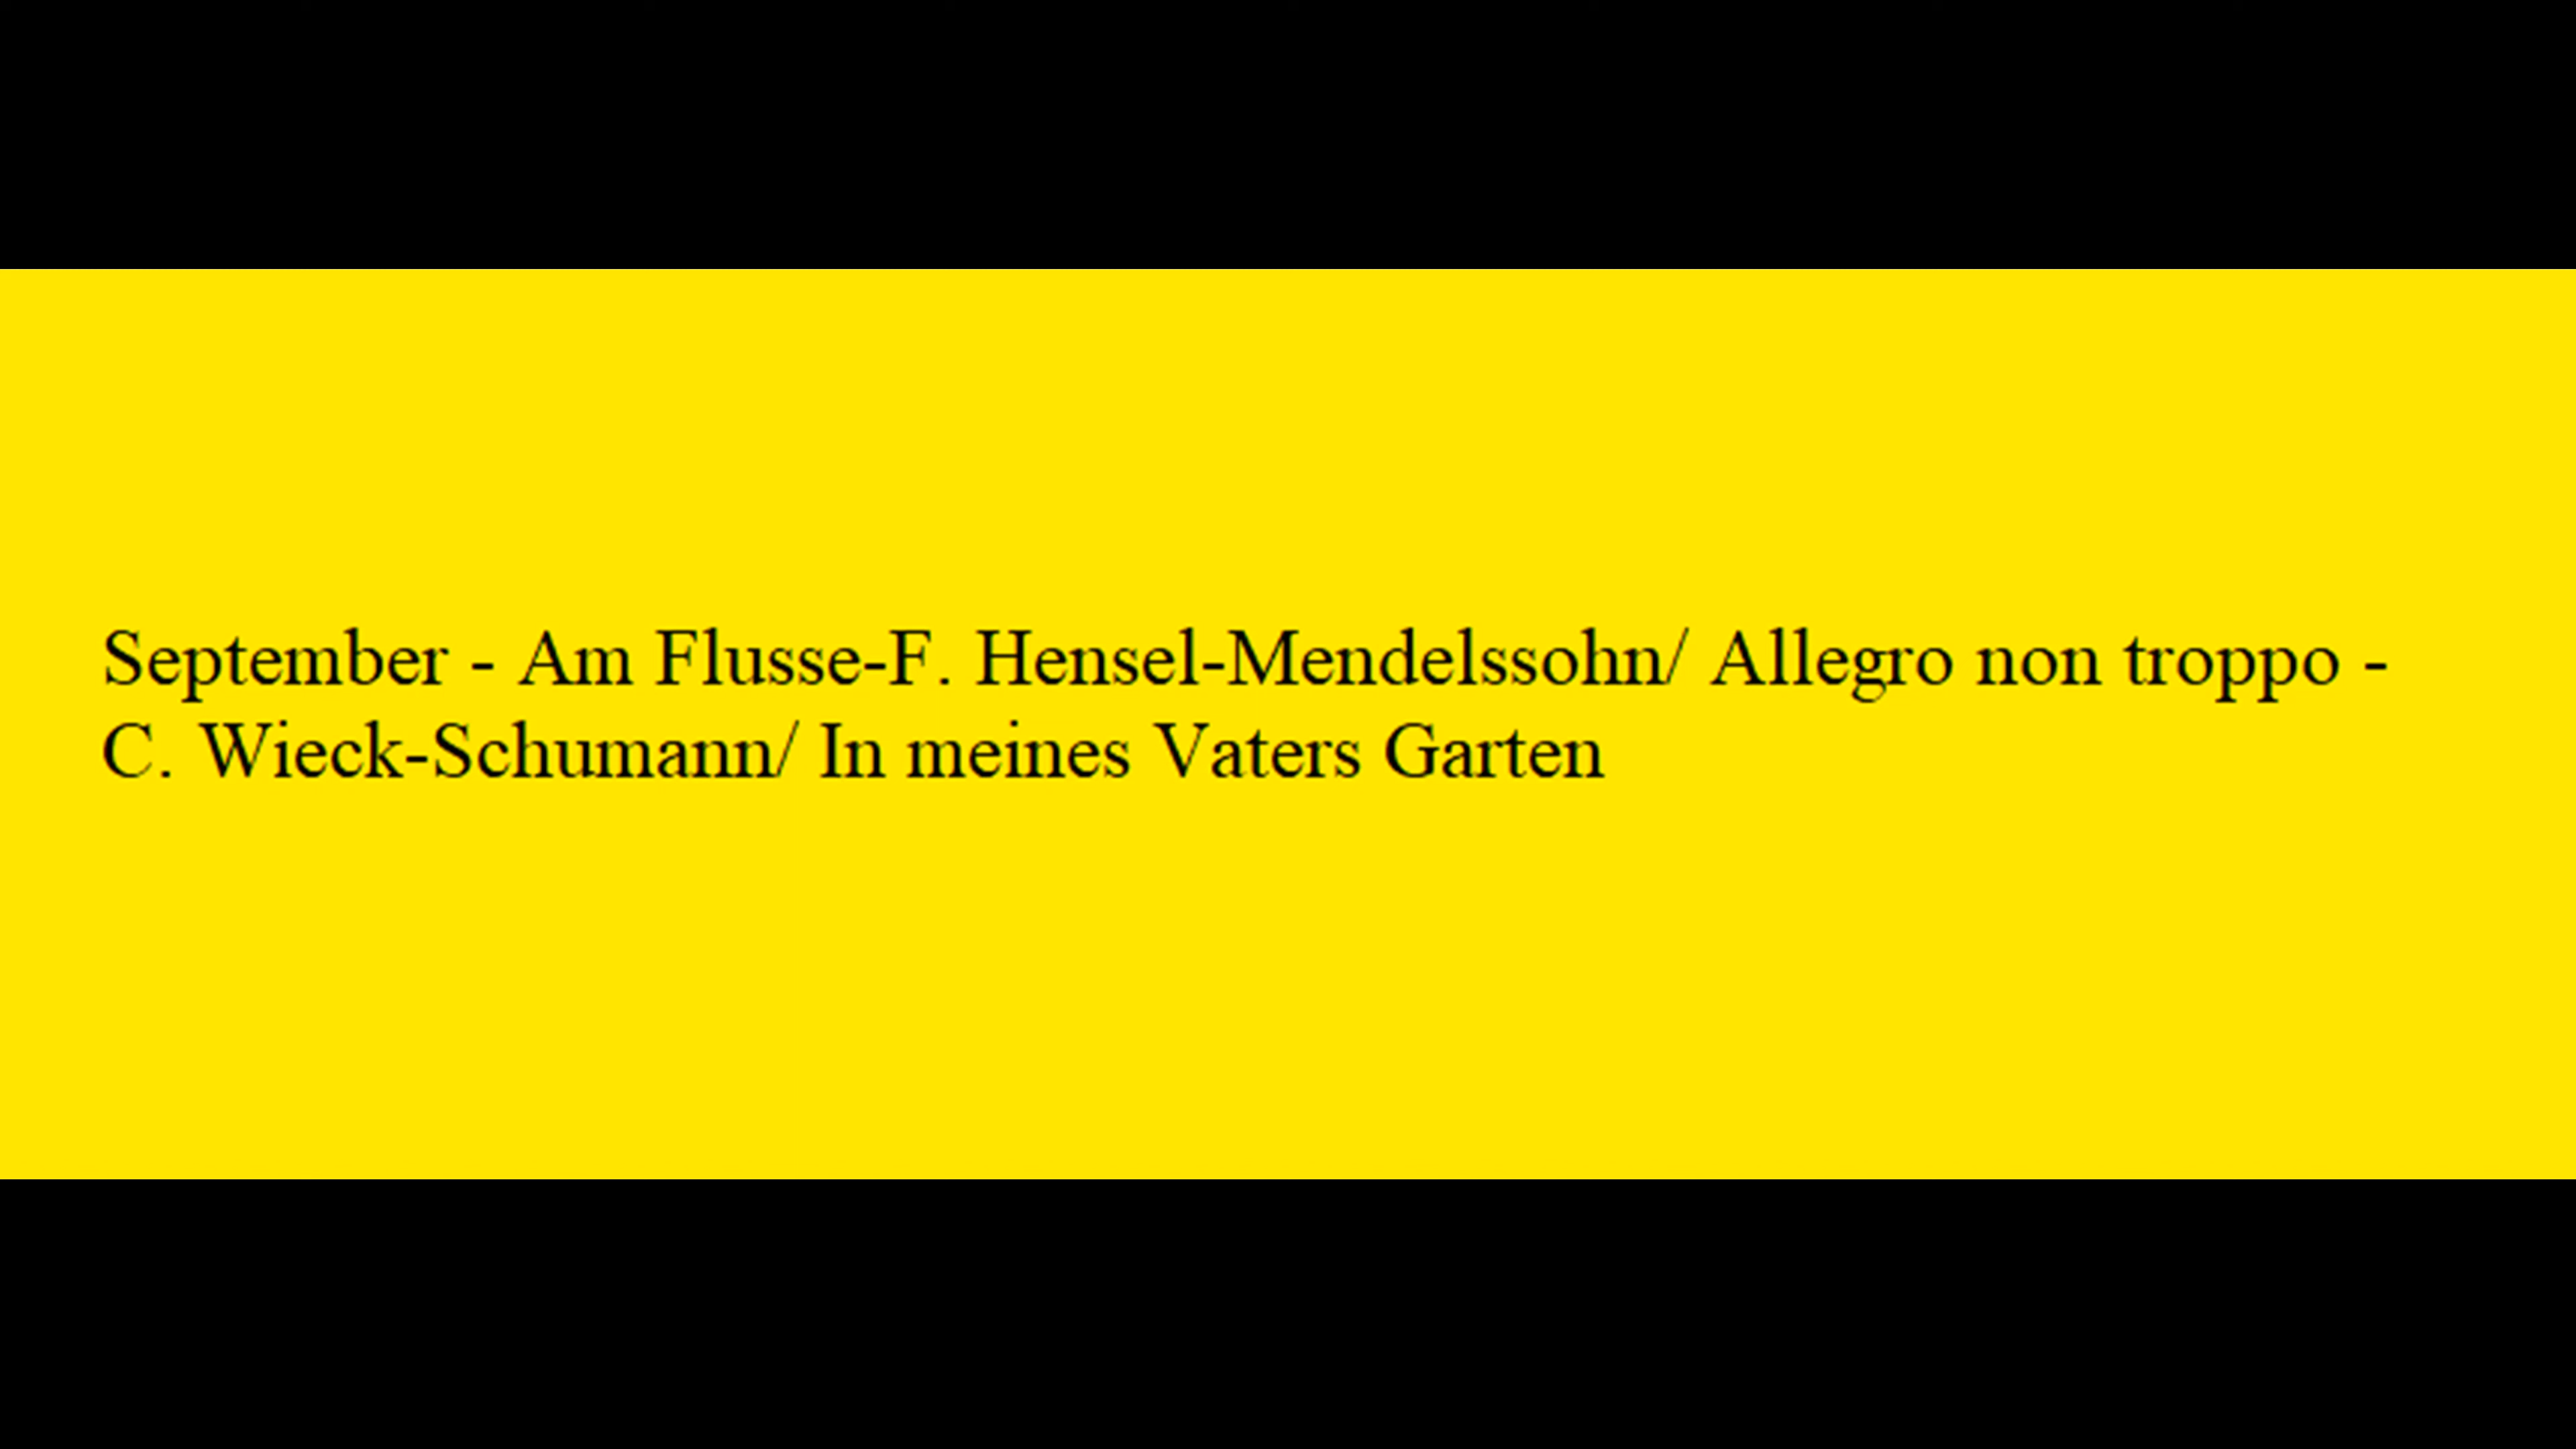 September - Am Flusse-F. Hensel-Mendelssohn/ Allegro non troppo -
C. Wieck-Schumann/ In meines Vaters Garten